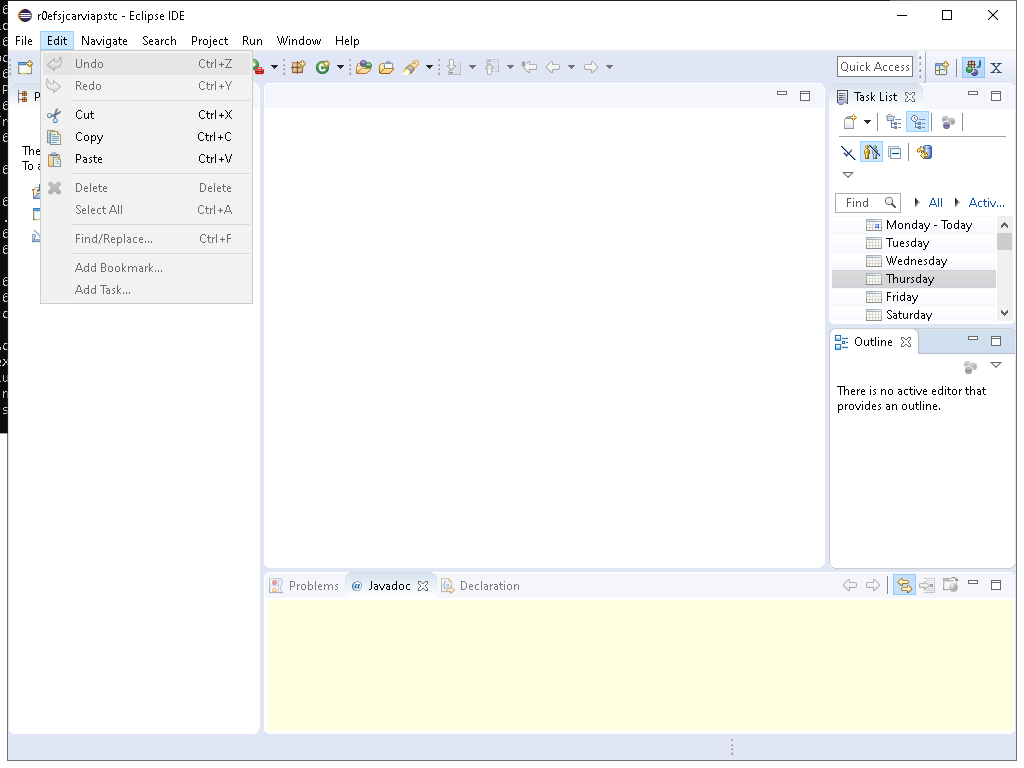 r0efsjcarviapstc - Eclipse IDE
File Edit Navigate Search Project Run Window Help
Undo Ctrl+Z
Redo Ctrl+Y
Cut Ctrl+X
Copy Ctrl+C
Paste Ctrl+V
Delete Delete
Select All Ctrl+A
Find/Replace... Ctrl+F
Add Bookmark...
Add Task...
P
The
To a
Quick Access
Task List
Find All Activ...
Monday - Today
Tuesday
Wednesday
Thursday
Friday
Saturday
Outline
There is no active editor that
provides an outline.
Problems @ Javadoc Declaration